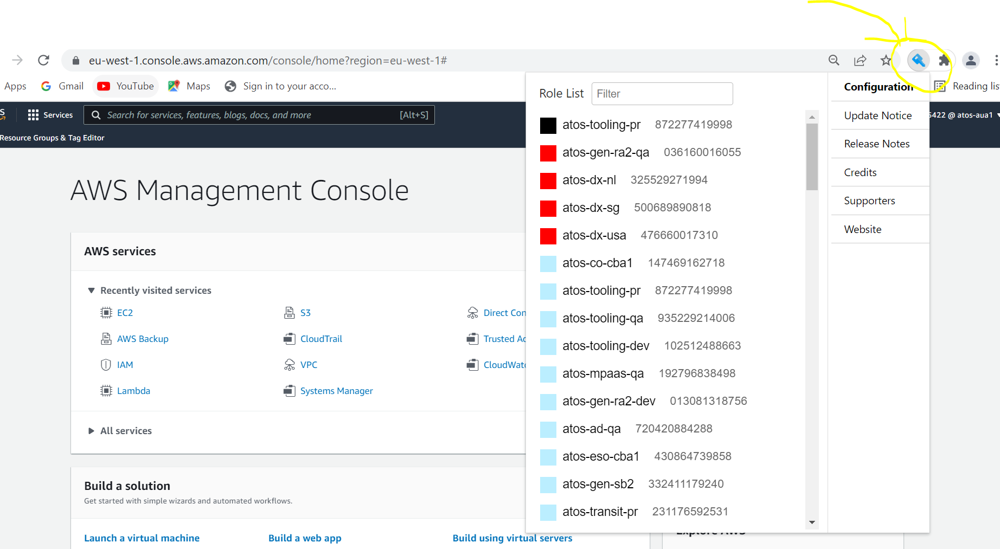 eu-west-1.console.aws.amazon.com/console/home?region=eu-west-1#
Apps Gmail YouTube Maps Sign in to your acco...
Reading lis
Services Search for services, features, blogs, docs, and more [Alt+S]
5422 @ atos-aua1
Resource Groups & Tag Editor
AWS Management Console
AWS services
Recently visited services
EC2 S3 Direct Con
AWS Backup CloudTrail Trusted Ad
IAM VPC CloudWatc
Lambda Systems Manager
All services
Build a solution
Get started with simple wizards and automated workflows.
Launch a virtual machine Build a web app Build using virtual servers
Explore AWS
Role List Filter
atos-tooling-pr 872277419998
atos-gen-ra2-qa 036160016055
atos-dx-nl 325529271994
atos-dx-sg 500689890818
atos-dx-usa 476660017310
atos-co-cba1 147469162718
atos-tooling-pr 872277419998
atos-tooling-qa 935229214006
atos-tooling-dev 102512488663
atos-mpaas-qa 192796838498
atos-gen-ra2-dev 013081318756
atos-ad-qa 720420884288
atos-eso-cba1 430864739858
atos-gen-sb2 332411179240
atos-transit-pr 231176592531
Configuration
Update Notice
Release Notes
Credits
Supporters
Website